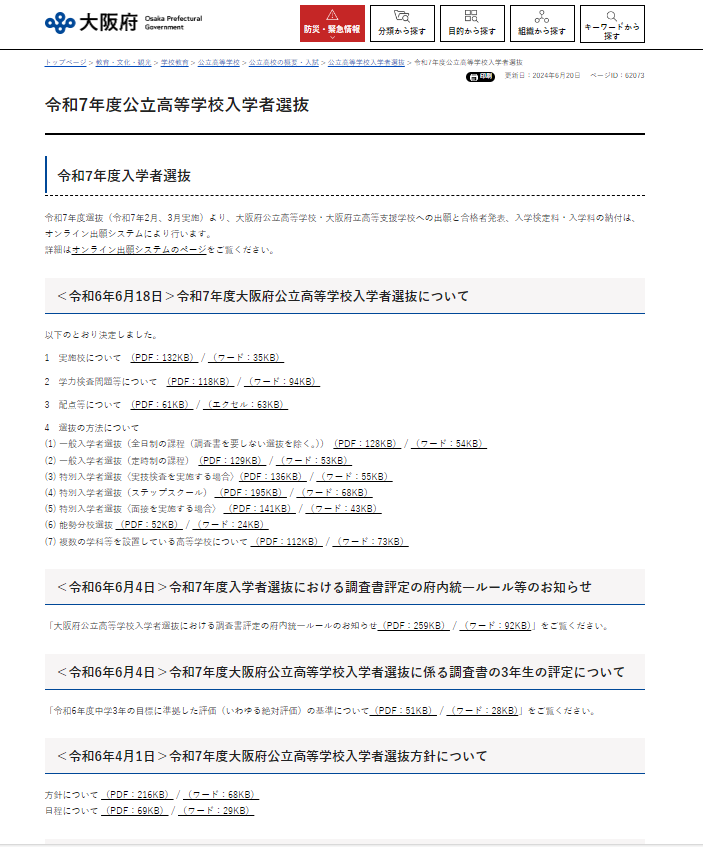 大阪府 Osaka Prefectural Government
防災・緊急情報
分類から探す
目的から探す
組織から探す
キーワードから探す
トップページ > 教育・文化・観光 > 学校教育 > 公立高等学校 > 公立高校の概要・入試 > 公立高等学校入学者選抜 > 令和7年度公立高等学校入学者選抜
印刷 更新日：2024年6月20日 ページID：62073
令和7年度公立高等学校入学者選抜
令和7年度入学者選抜
令和7年度選抜（令和7年2月、3月実施）より、大阪府公立高等学校・大阪府立高等支援学校への出願と合格者発表、入学検定料・入学料の納付は、
オンライン出願システムにより行います。
詳細はオンライン出願システムのページをご覧ください。
＜令和6年6月18日＞令和7年度大阪府公立高等学校入学者選抜について
以下のとおり決定しました。
1 実施校について （PDF：132KB） / （ワード：35KB）
2 学力検査問題等について （PDF：118KB） / （ワード：94KB）
3 配点等について （PDF：61KB） / （エクセル：63KB）
4 選抜の方法について
(1) 一般入学者選抜（全日制の課程（調査書を要しない選抜を除く。）） （PDF：128KB） / （ワード：54KB）
(2) 一般入学者選抜（定時制の課程） （PDF：129KB） / （ワード：53KB）
(3) 特別入学者選抜（実技検査を実施する場合）（PDF：136KB） / （ワード：55KB）
(4) 特別入学者選抜（ステップスクール） （PDF：195KB） / （ワード：68KB）
(5) 特別入学者選抜（面接を実施する場合） （PDF：141KB） / （ワード：43KB）
(6) 能勢分校選抜 （PDF：52KB） / （ワード：24KB）
(7) 複数の学科等を設置している高等学校について （PDF：112KB） / （ワード：73KB）
＜令和6年6月4日＞令和7年度入学者選抜における調査書評定の府内統一ルール等のお知らせ
「大阪府公立高等学校入学者選抜における調査書評定の府内統一ルールのお知らせ（PDF：259KB） / （ワード：92KB）」をご覧ください。
＜令和6年6月4日＞令和7年度大阪府公立高等学校入学者選抜に係る調査書の3年生の評定について
「令和6年度中学3年の目標に準拠した評価（いわゆる絶対評価）の基準について（PDF：51KB） / （ワード：28KB）」をご覧ください。
＜令和6年4月1日＞令和7年度大阪府公立高等学校入学者選抜方針について
方針について （PDF：216KB） / （ワード：68KB）
日程について （PDF：69KB） / （ワード：29KB）